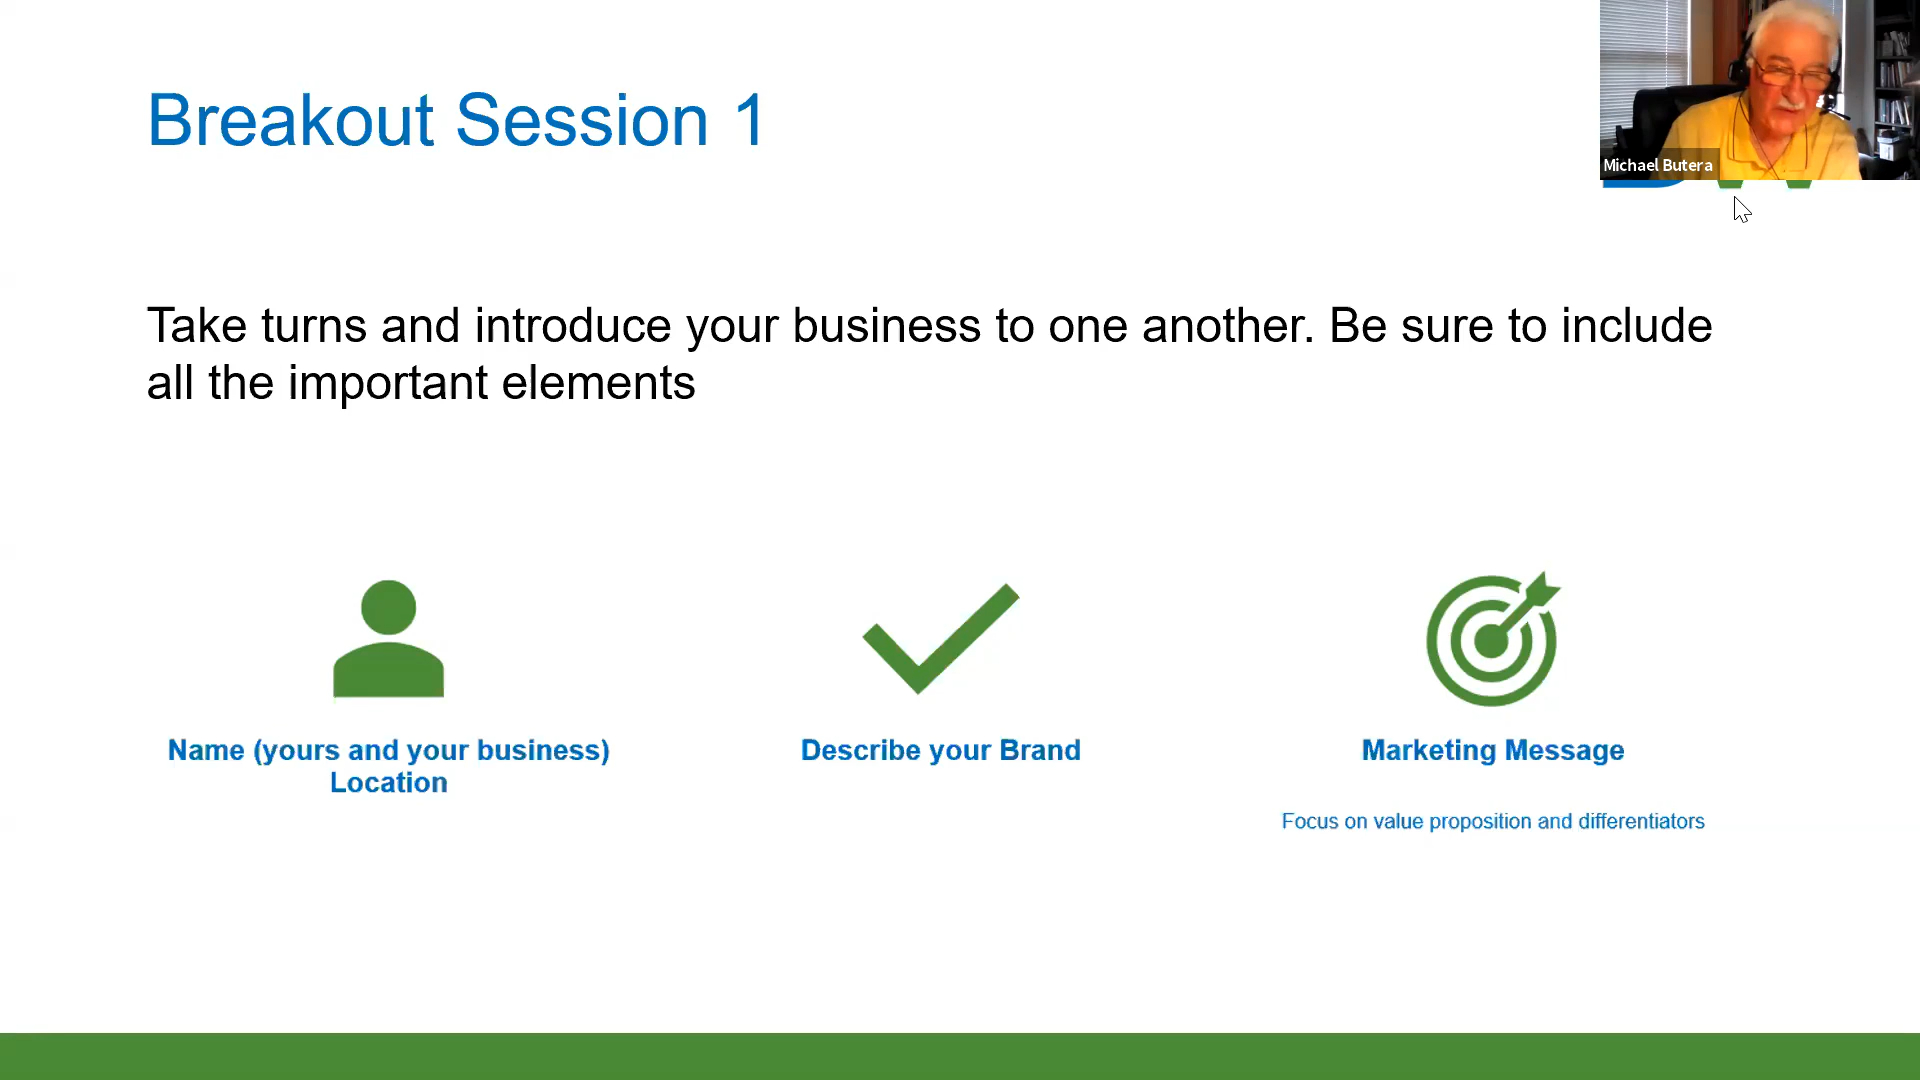 Breakout Session 1
Michael Butera
Take turns and introduce your business to one another. Be sure to include
all the important elements
Name (yours and your business)
Location
Describe your Brand
Marketing Message
Focus on value proposition and differentiators